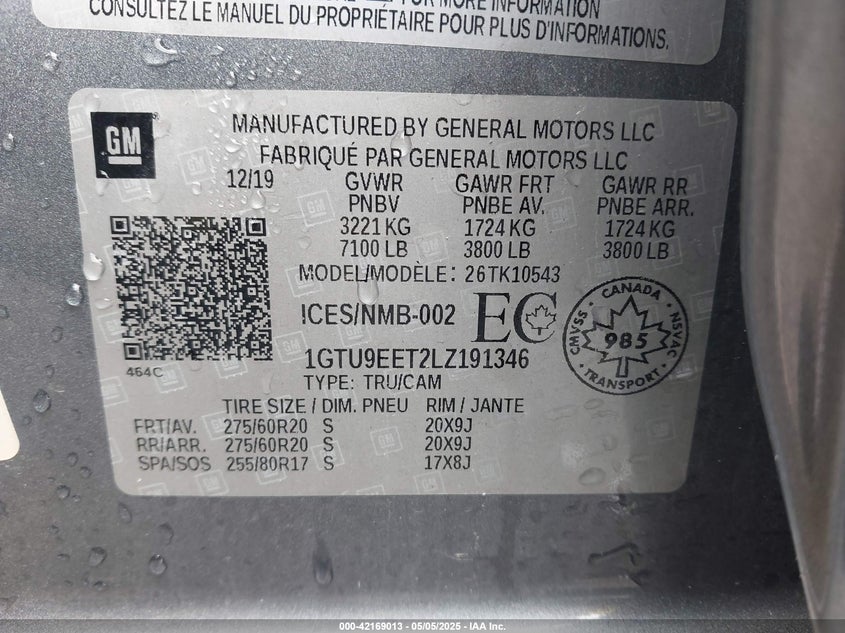 FOR MORE INFORMATION
CONSULTEZ LE MANUEL DU PROPRIÉTAIRE POUR PLUS D'INFORMATIONS.
GM
MANUFACTURED BY GENERAL MOTORS LLC
FABRIQUÉ PAR GENERAL MOTORS LLC
12/19 GVWR GAWR FRT GAWR RR
PNBV PNBE AV. PNBE ARR.
3221 KG 1724 KG 1724 KG
7100 LB 3800 LB 3800 LB
MODEL/MODÈLE: 26TK10543
ICES/NMB-002 EC
CANADA CMVSS 985 NSVAC TRANSPORT
464C
1GTU9EET2LZ191346
TYPE: TRU/CAM
TIRE SIZE / DIM. PNEU RIM / JANTE
FRT/AV. 275/60R20 S 20X9J
RR/ARR. 275/60R20 S 20X9J
SPA/SOS 255/80R17 S 17X8J
000-42169013 - 05/05/2025 - IAA Inc.